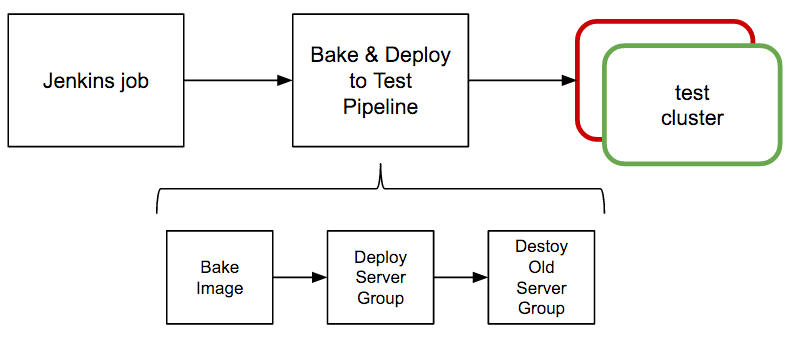 Jenkins job
Bake & Deploy
to Test
Pipeline
test
cluster
Bake
Image
Deploy
Server
Group
Destoy
Old
Server
Group